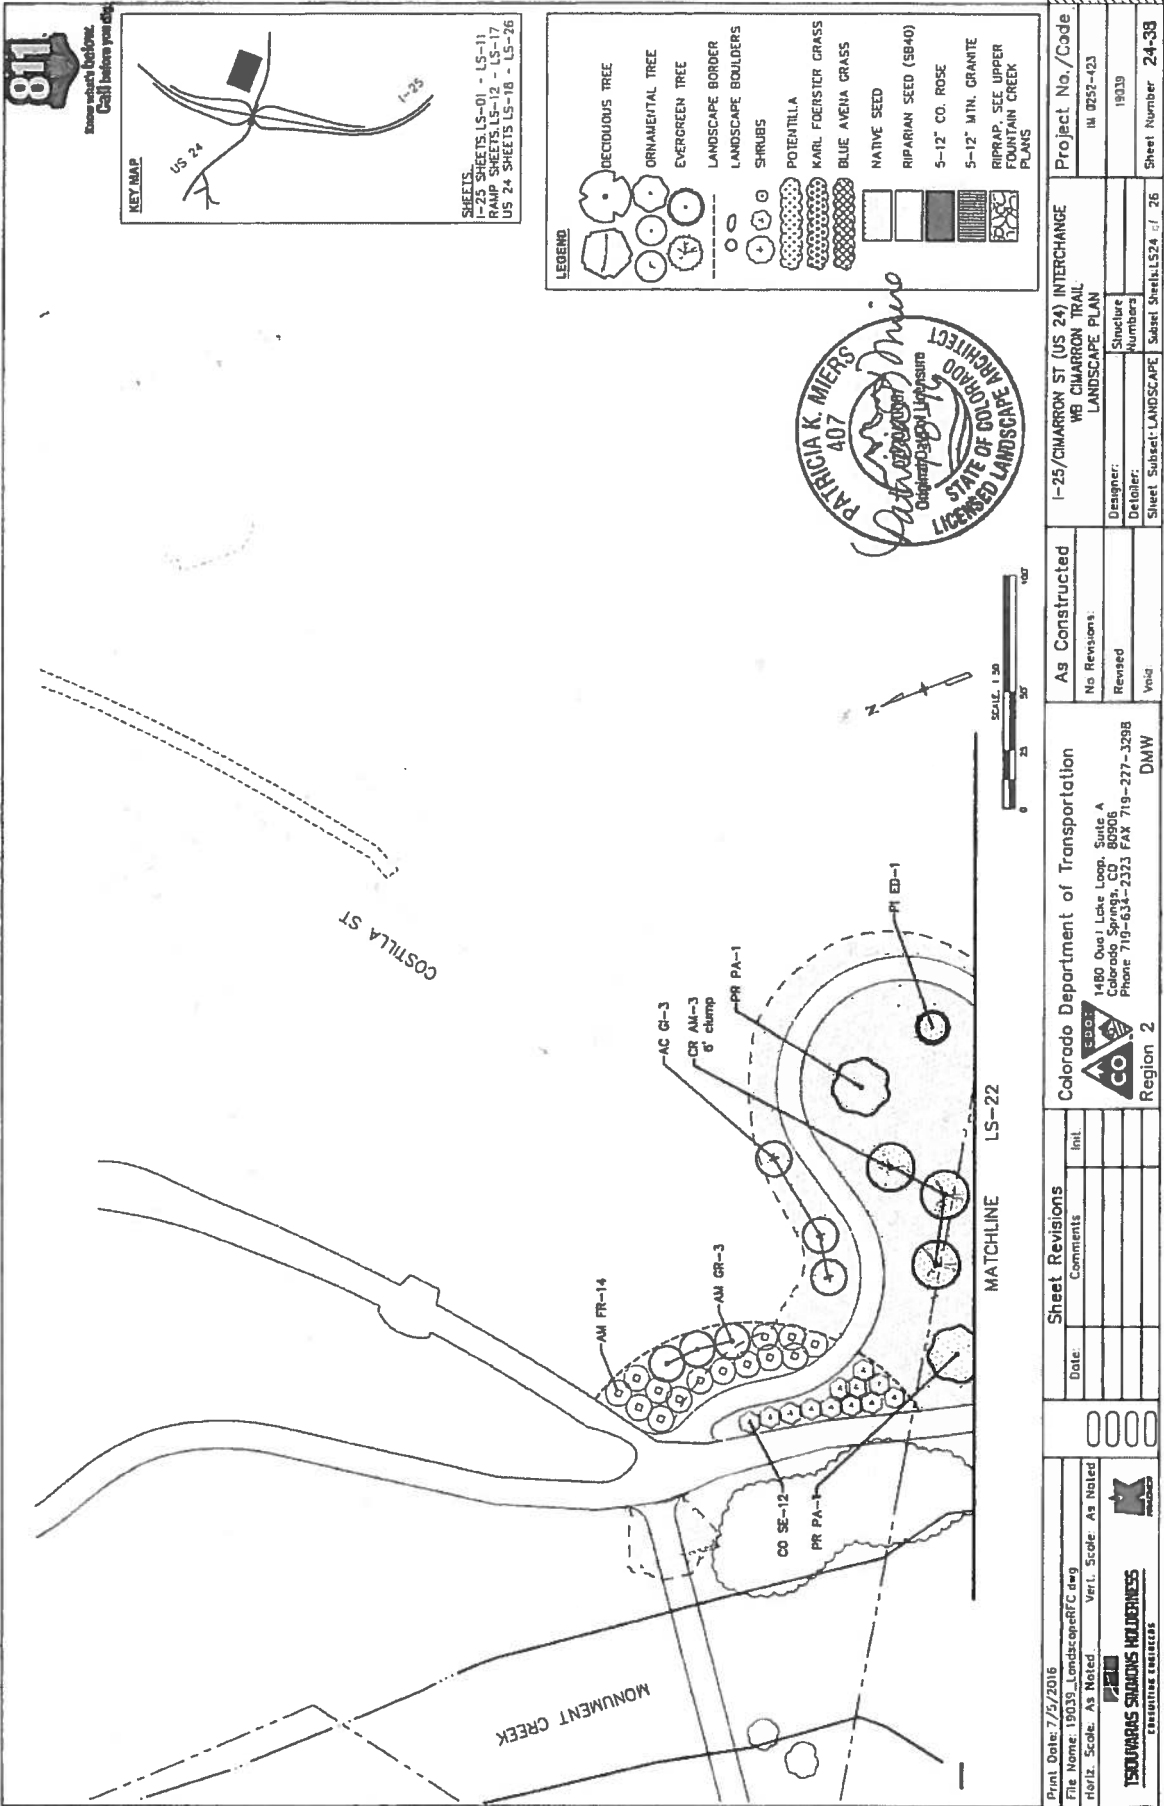 811
Know what's below.
Call before you dig.
KEY MAP
US 24
I-25
SHEETS
I-25 SHEETS LS-01 - LS-11
RAMP SHEETS LS-12 - LS-17
US 24 SHEETS LS-18 - LS-26
LEGEND
DECIDUOUS TREE
ORNAMENTAL TREE
EVERGREEN TREE
LANDSCAPE BORDER
LANDSCAPE BOULDERS
SHRUBS
POTENTILLA
KARL FOERSTER GRASS
BLUE AVENA GRASS
NATIVE SEED
RIPARIAN SEED (SB40)
5-12" CO. ROSE
5-12" MTN. GRANITE
RIPRAP, SEE UPPER
FOUNTAIN CREEK
PLANS
PATRICIA K. MIERS
407
Original Date of Licensure
STATE OF COLORADO
LICENSED LANDSCAPE ARCHITECT
COSTILLA ST
MONUMENT CREEK
AM FR-14
AM GR-3
AC GI-3
CR AM-3
6' clump
PR PA-1
PI ED-1
CO SE-12
PR PA-1
MATCHLINE LS-22
N
SCALE 1:50
0 25 50 100
Print Date: 7/5/2016
File Name: 19039_LandscapeRFC.dwg
Horiz. Scale: As Noted Vert. Scale: As Noted
TSIOUVARAS SIMMONS HOLDERNESS
CONSULTING ENGINEERS
Sheet Revisions
Date: Comments Init.
Colorado Department of Transportation
CDOT
CO
1480 Quail Lake Loop, Suite A
Colorado Springs, CO 80906
Phone 719-634-2323 FAX 719-227-3298
Region 2 DMW
As Constructed
No Revisions:
Revised
Void:
I-25/CIMARRON ST (US 24) INTERCHANGE
WB CIMARRON TRAIL
LANDSCAPE PLAN
Designer:
Detailer:
Structure
Numbers
Sheet Subset: LANDSCAPE Subset Sheets: LS24 of 26
Project No./Code
IM 0252-423
19039
Sheet Number 24-38